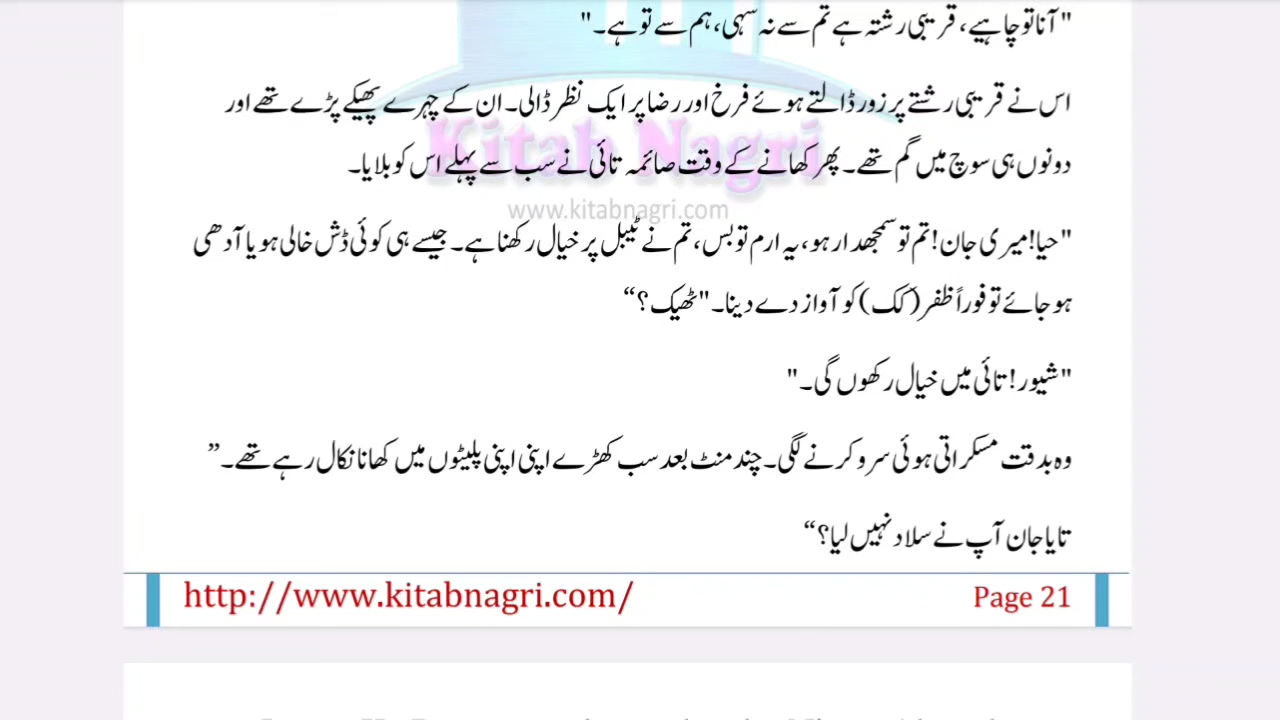 "آنا تو چاہیے، قریبی رشتہ ہے تم سے نہ سہی، ہم سے تو ہے۔"
اس نے قریبی رشتے پر زور ڈالتے ہوئے فرخ اور رضا پر ایک نظر ڈالی۔ ان کے چہرے پھیکے پڑے تھے اور
دونوں ہی سوچ میں گم تھے۔ پھر کھانے کے وقت صائمہ تائی نے سب سے پہلے اس کو بلایا۔
Kitab Nagri
www.kitabnagri.com
"حیا! میری جان! تم تو سمجھدار ہو، یہ ارم تو بس، تم نے ٹیبل پر خیال رکھنا ہے۔ جیسے ہی کوئی ڈش خالی ہو یا آدھی
ہو جائے تو فوراً ظفر (کک) کو آواز دے دینا۔ "ٹھیک؟“
"شیور! تائی میں خیال رکھوں گی۔"
وہ بدقت مسکراتی ہوئی سرو کرنے لگی۔ چند منٹ بعد سب کھڑے اپنی اپنی پلیٹوں میں کھانا نکال رہے تھے۔”
تایا جان آپ نے سلاد نہیں لیا؟“
http://www.kitabnagri.com/ Page 21